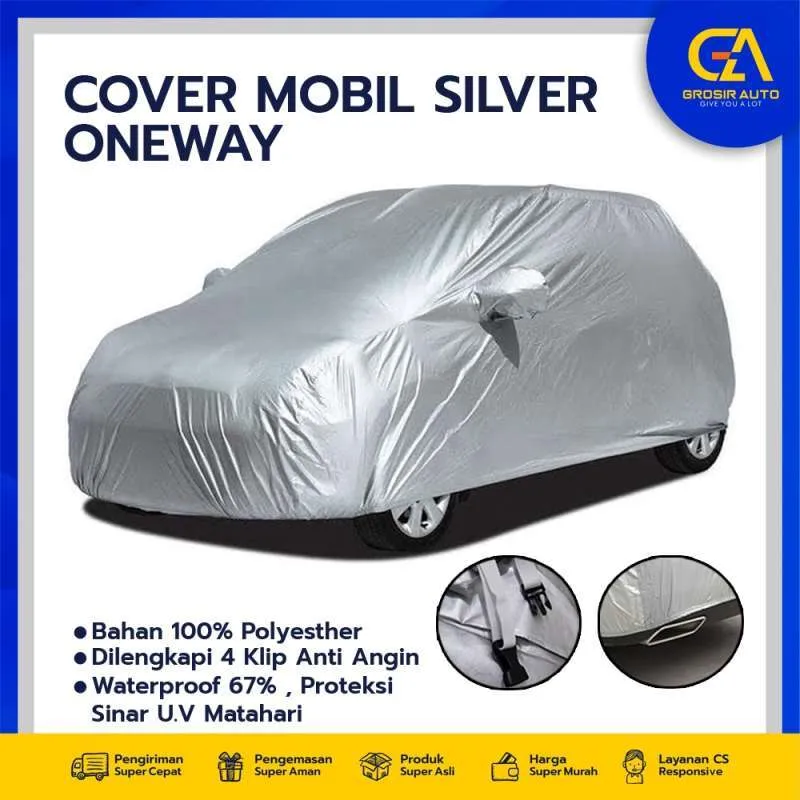 GA
GROSIR AUTO
GIVE YOU A LOT
COVER MOBIL SILVER
ONEWAY
Bahan 100% Polyesther
Dilengkapi 4 Klip Anti Angin
Waterproof 67% , Proteksi
Sinar U.V Matahari
Pengiriman
Super Cepat
Pengemasan
Super Aman
Produk
Super Asli
Harga
Super Murah
Layanan CS
Responsive